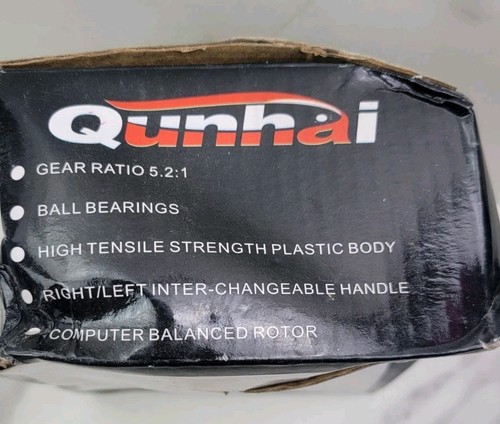 Qunhai
GEAR RATIO 5.2:1
BALL BEARINGS
HIGH TENSILE STRENGTH PLASTIC BODY
RIGHT/LEFT INTER-CHANGEABLE HANDLE
COMPUTER BALANCED ROTOR